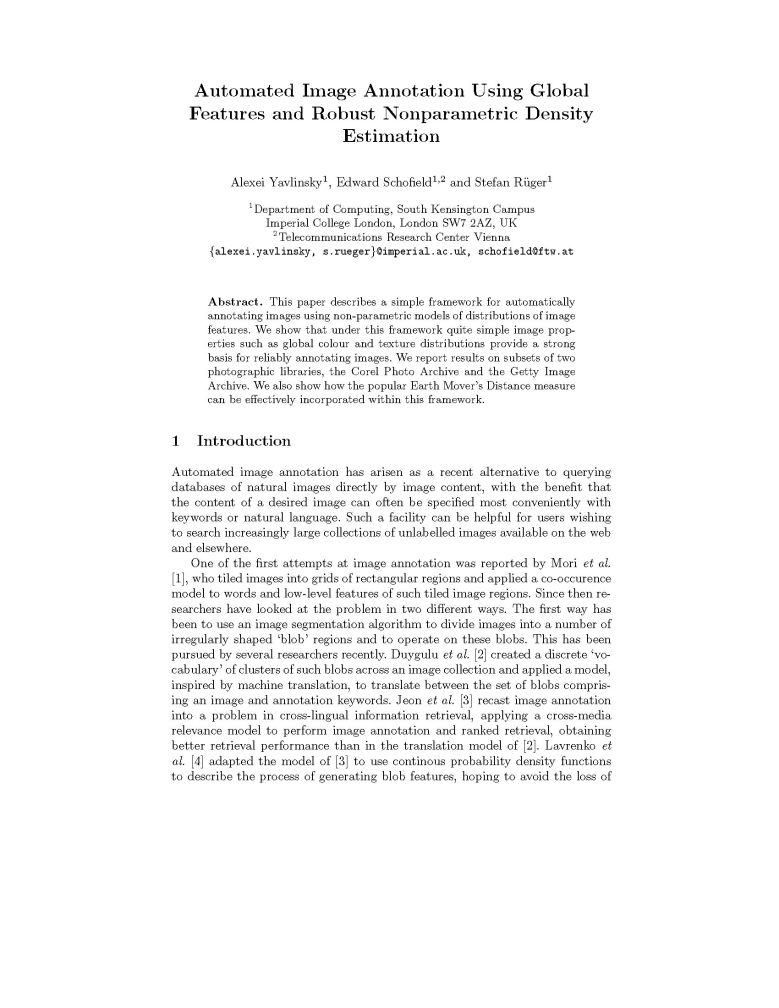 Automated Image Annotation Using Global
Features and Robust Nonparametric Density
Estimation
Alexei Yavlinsky1, Edward Schofield1,2 and Stefan Rüger1
1Department of Computing, South Kensington Campus
Imperial College London, London SW7 2AZ, UK
2Telecommunications Research Center Vienna
{alexei.yavlinsky, s.rueger}@imperial.ac.uk, schofield@ftw.at
Abstract. This paper describes a simple framework for automatically
annotating images using non-parametric models of distributions of image
features. We show that under this framework quite simple image prop-
erties such as global colour and texture distributions provide a strong
basis for reliably annotating images. We report results on subsets of two
photographic libraries, the Corel Photo Archive and the Getty Image
Archive. We also show how the popular Earth Mover's Distance measure
can be effectively incorporated within this framework.
1 Introduction
Automated image annotation has arisen as a recent alternative to querying
databases of natural images directly by image content, with the benefit that
the content of a desired image can often be specified most conveniently with
keywords or natural language. Such a facility can be helpful for users wishing
to search increasingly large collections of unlabelled images available on the web
and elsewhere.
One of the first attempts at image annotation was reported by Mori et al.
[1], who tiled images into grids of rectangular regions and applied a co-occurence
model to words and low-level features of such tiled image regions. Since then re-
searchers have looked at the problem in two different ways. The first way has
been to use an image segmentation algorithm to divide images into a number of
irregularly shaped 'blob' regions and to operate on these blobs. This has been
pursued by several researchers recently. Duygulu et al. [2] created a discrete 'vo-
cabulary' of clusters of such blobs across an image collection and applied a model,
inspired by machine translation, to translate between the set of blobs compris-
ing an image and annotation keywords. Jeon et al. [3] recast image annotation
into a problem in cross-lingual information retrieval, applying a cross-media
relevance model to perform image annotation and ranked retrieval, obtaining
better retrieval performance than in the translation model of [2]. Lavrenko et
al. [4] adapted the model of [3] to use continous probability density functions
to describe the process of generating blob features, hoping to avoid the loss of